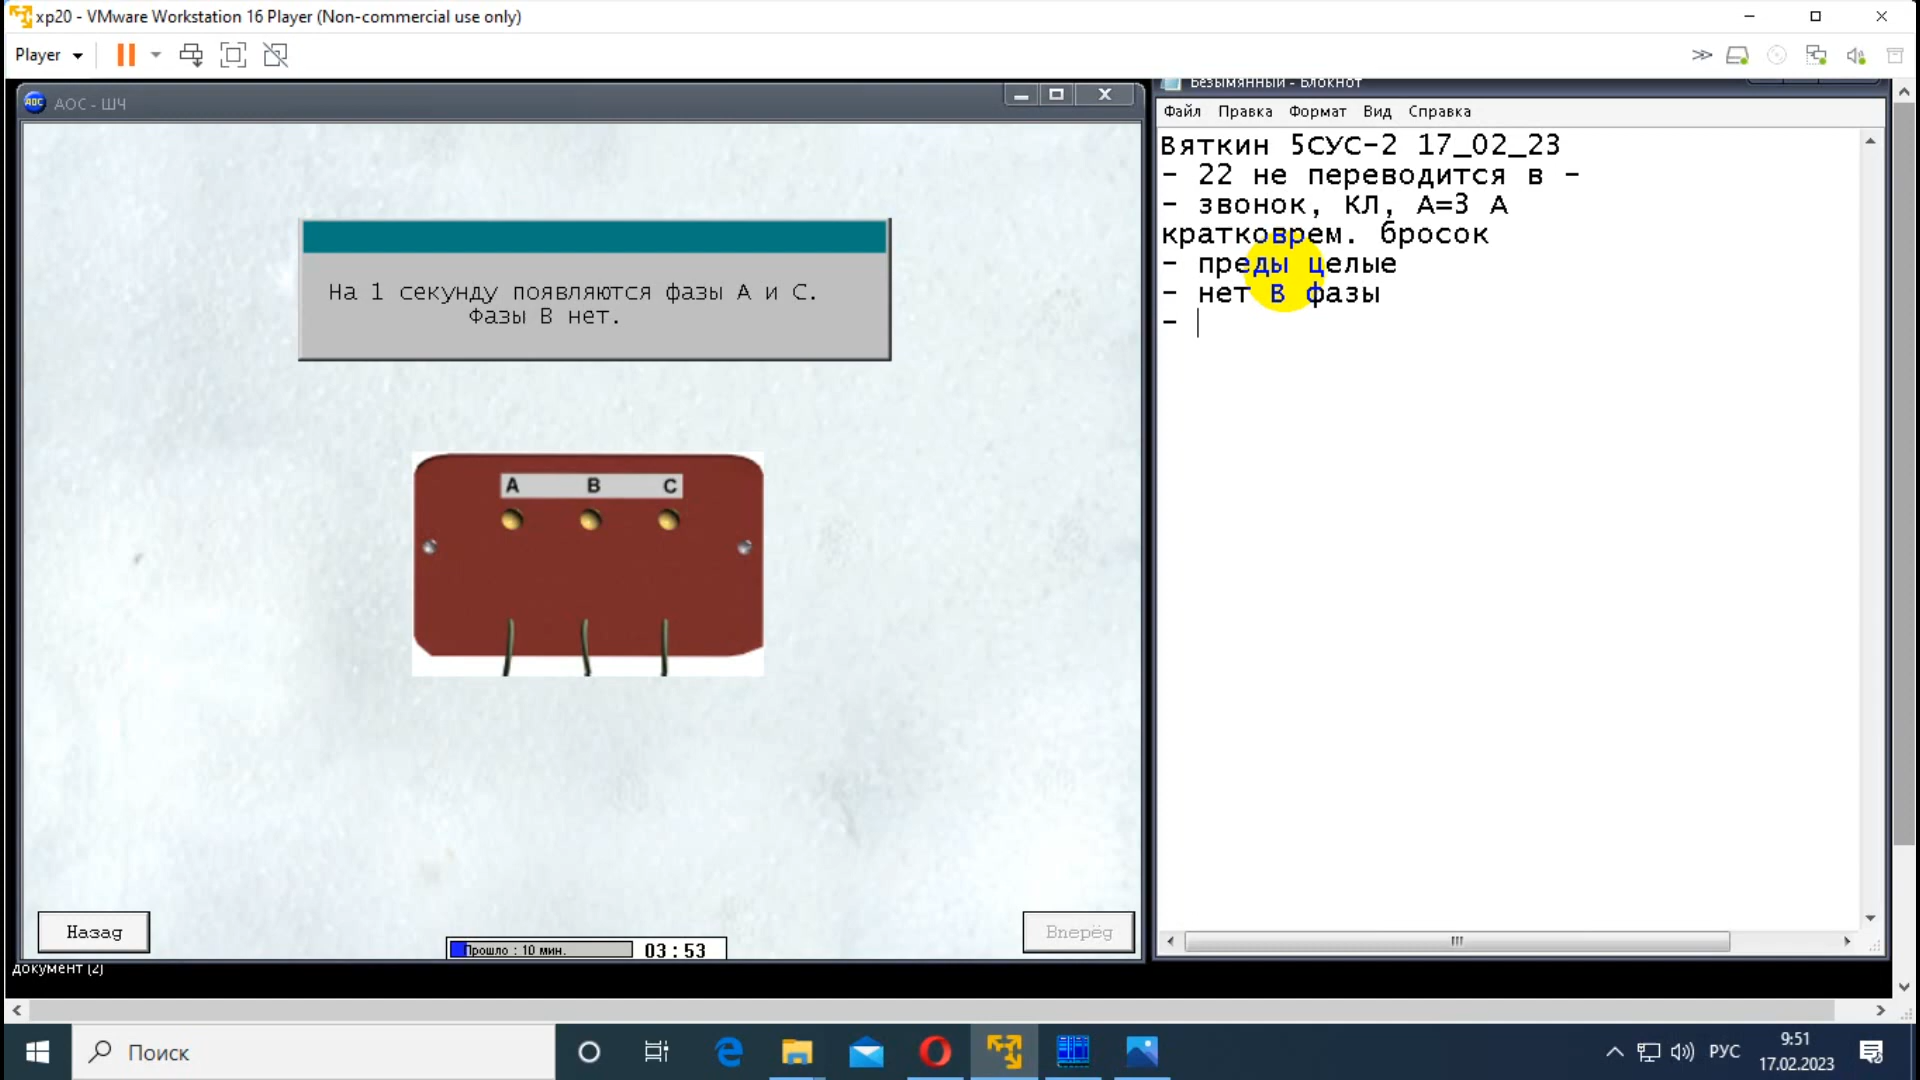 xp20 - VMware Workstation 16 Player (Non-commercial use only)
Player
АОС - ШЧ
Безымянный - Блокнот
Файл Правка Формат Вид Справка
Вяткин 5СУС-2 17_02_23
- 22 не переводится в -
- звонок, КЛ, А=3 А
кратковрем. бросок
- преды целые
- нет В фазы
-
На 1 секунду появляются фазы А и С.
Фазы В нет.
A B C
Назад
Прошло : 10 мин.
03:53
Вперёд
документ (2)
Поиск
РУС
9:51
17.02.2023